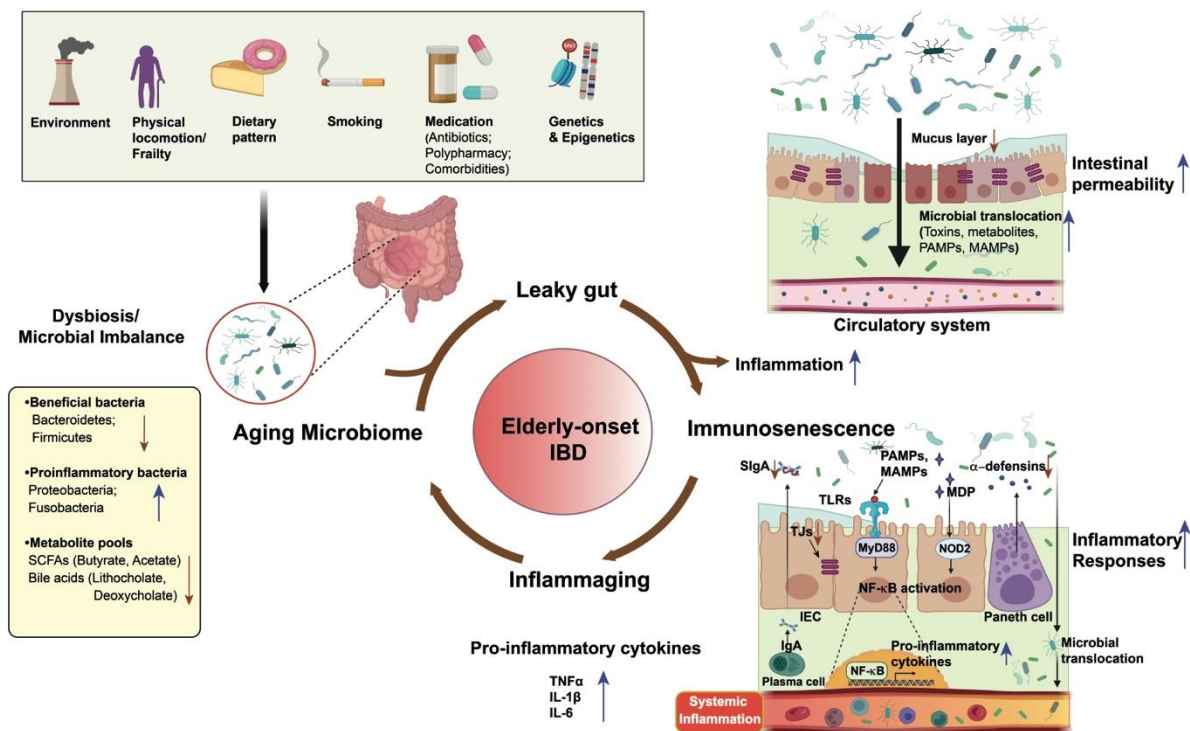 Me3
Environment
Physical
locomotion/
Frailty
Dietary
pattern
Smoking
Medication
(Antibiotics;
Polypharmacy;
Comorbidities)
Genetics
& Epigenetics
Mucus layer
Intestinal
permeability
Microbial translocation
(Toxins, metabolites,
PAMPs, MAMPs)
Circulatory system
Dysbiosis/
Microbial Imbalance
•Beneficial bacteria
Bacteroidetes;
Firmicutes
•Proinflammatory bacteria
Proteobacteria;
Fusobacteria
•Metabolite pools
SCFAs (Butyrate, Acetate)
Bile acids (Lithocholate,
Deoxycholate)
Leaky gut
Inflammation
Aging Microbiome
Elderly-onset
IBD
Immunosenescence
Inflammaging
Pro-inflammatory cytokines
TNFα
IL-1β
IL-6
SIgA
PAMPs,
MAMPs
α-defensins
TLRs
MDP
TJs
MyD88
NOD2
Inflammatory
Responses
NF-κB activation
IEC
Paneth cell
IgA
Plasma cell
Pro-inflammatory
cytokines
NF-κB
Microbial
translocation
Systemic
Inflammation